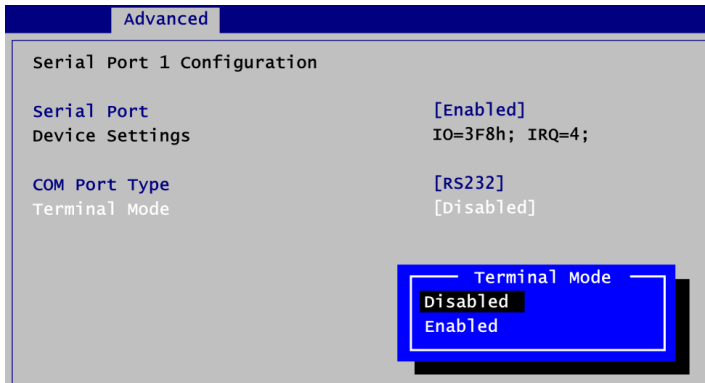 Advanced
Serial Port 1 Configuration
Serial Port [Enabled]
Device Settings IO=3F8h; IRQ=4;
COM Port Type [RS232]
Terminal Mode [Disabled]
Terminal Mode
Disabled
Enabled